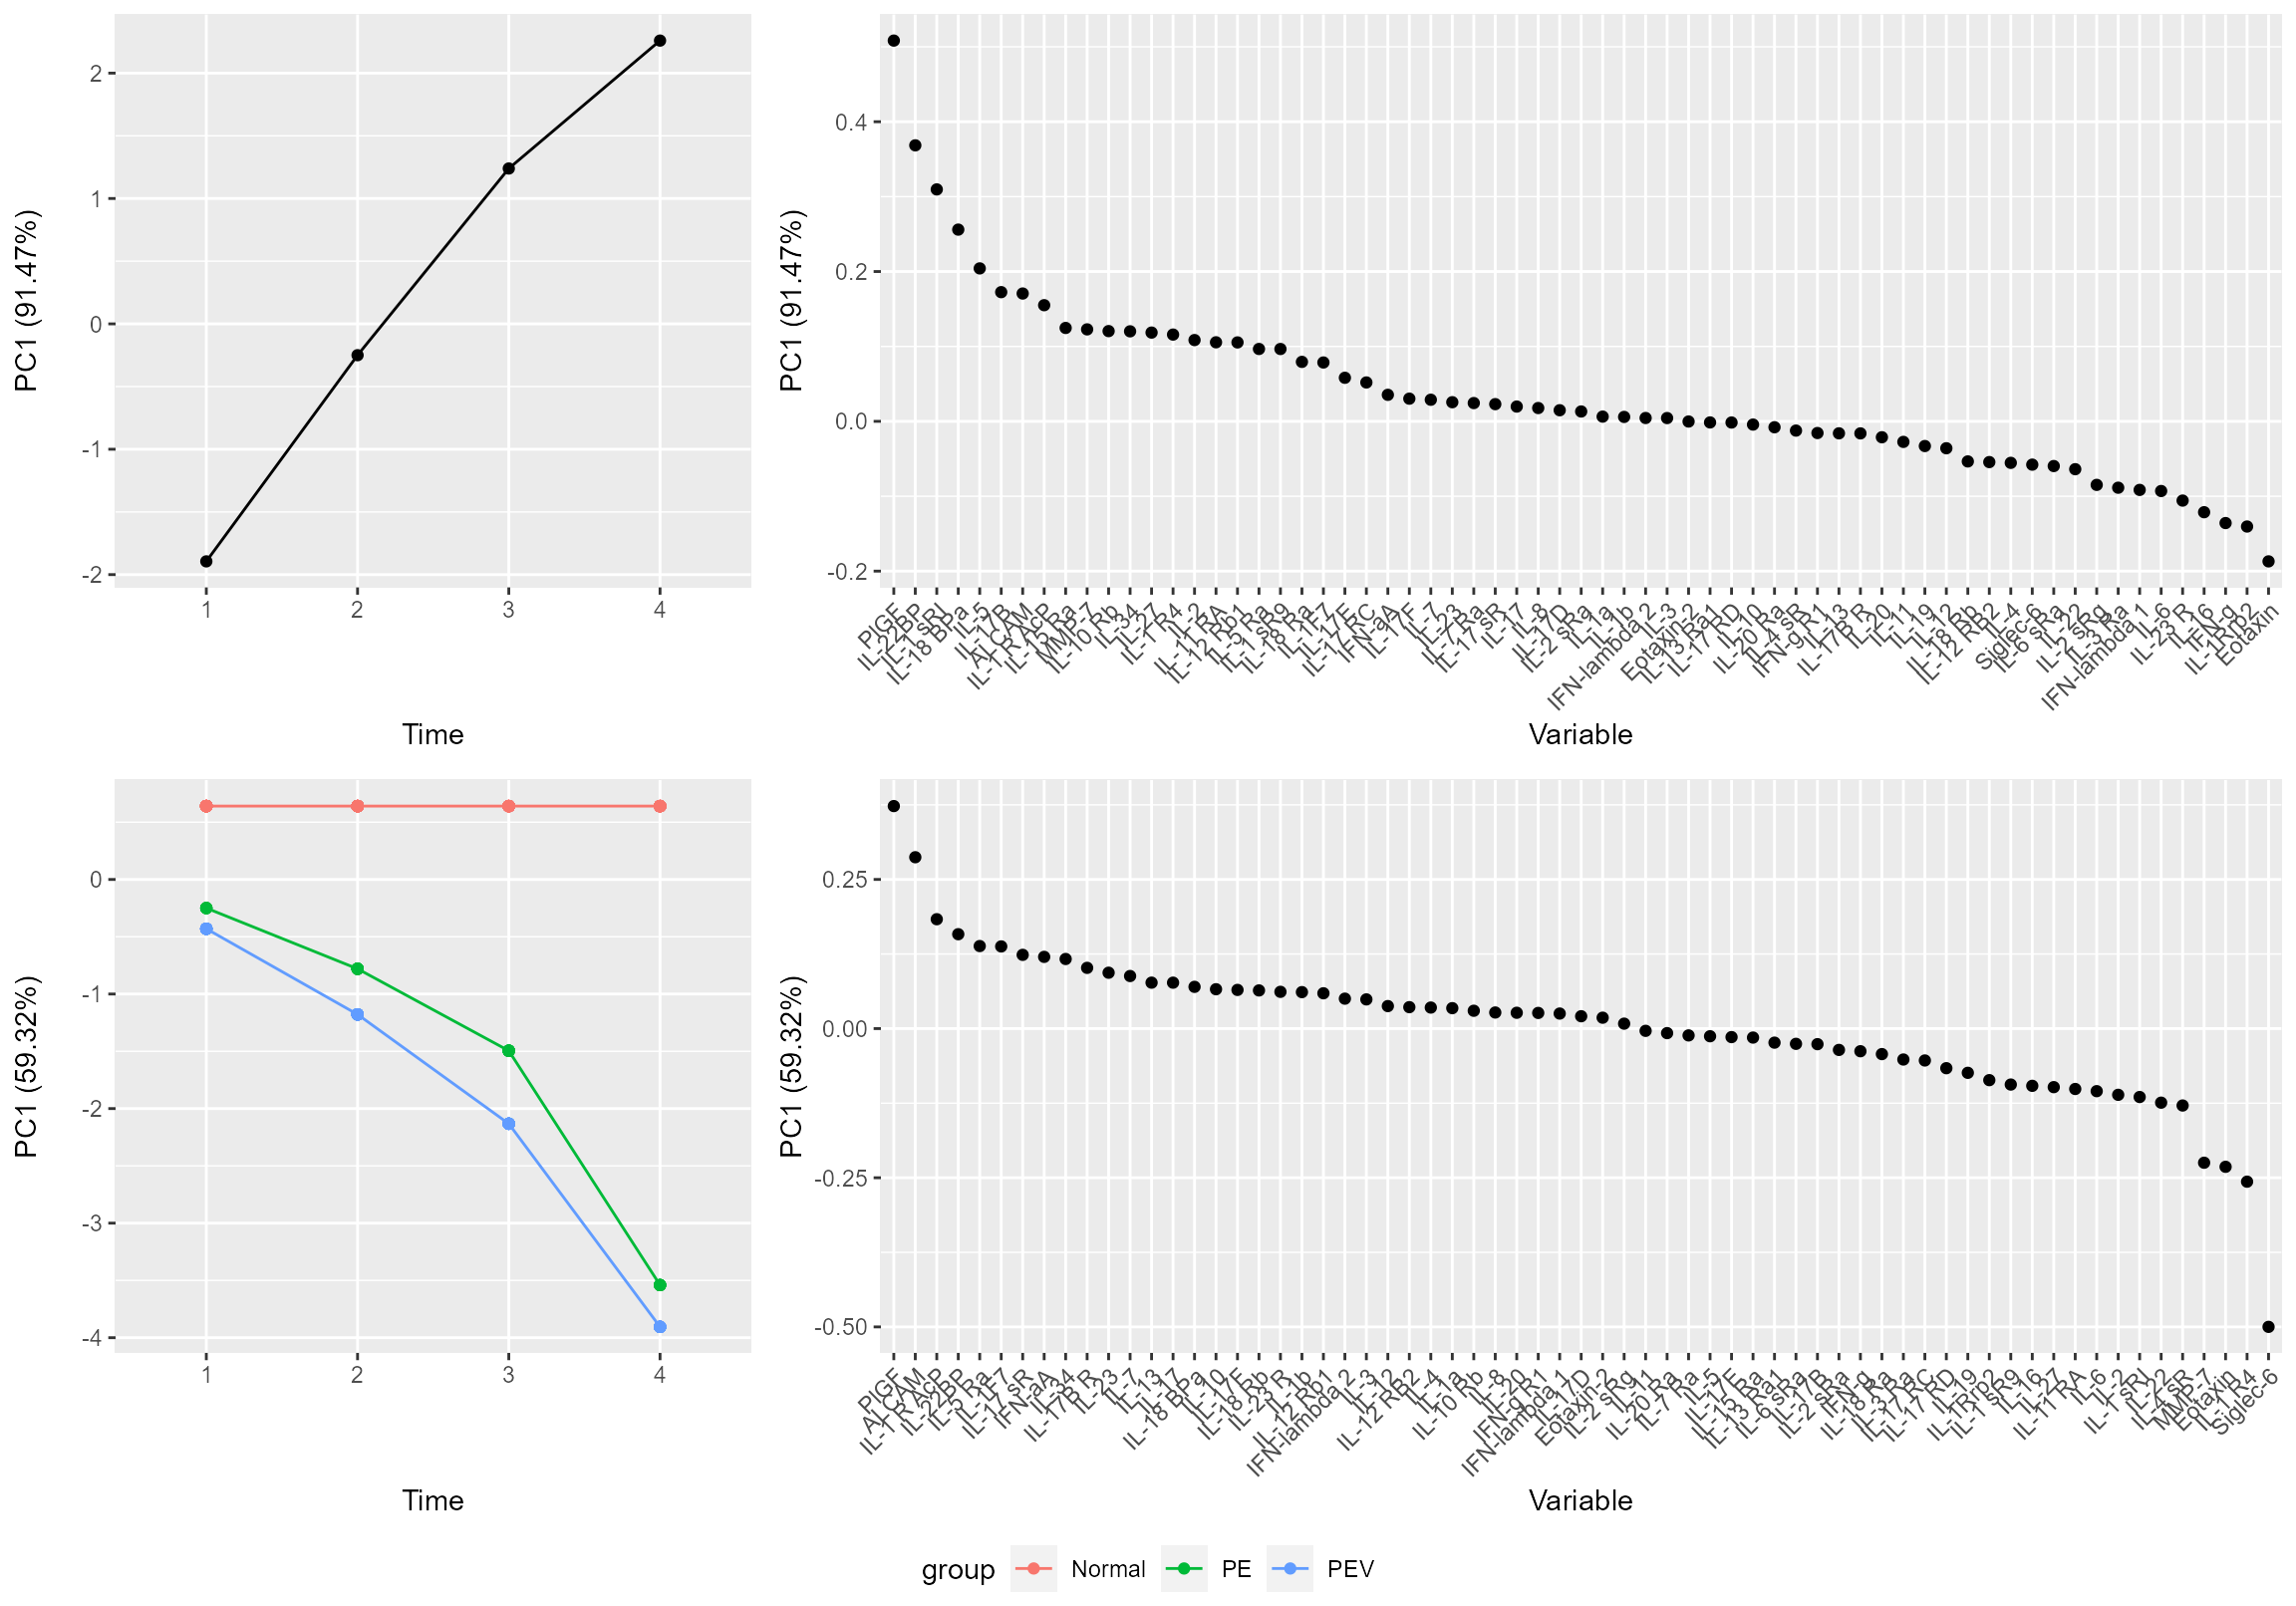 PC1 (91.47%)
2
1
0
-1
-2
1 2 3 4
Time
PC1 (91.47%)
0.4
0.2
0.0
-0.2
PIGF
IL-22BP
IL-1 sRI
IL-18 BPa
IL-5
IL-17B
ALCAM
IL-1 R AcP
IL-15 Ra
MMP-7
IL-10 Rb
IL-34
IL-27
IL-1 R4
IL-2
IL-11 RA
IL-12 Rb1
IL-5 Ra
IL-1 sR9
IL-18 Ra
IL-1F7
IL-17E
IL-17 RC
IFN-aA
IL-17F
IL-7
IL-23
IL-7 Ra
IL-17 sR
IL-17
IL-8
IL-17D
IL-2 sRa
IL-1a
IL-1b
IFN-lambda 2
IL-3
Eotaxin-2
IL-13 Ra1
IL-17 RD
IL-10
IL-20 Ra
IL-4 sR
IFN-g R1
IL-13
IL-17B R
IL-20
IL-11
IL-19
IL-12
IL-18 Rb
IL-12 RB2
IL-4
Siglec-6
IL-6 sRa
IL-22
IL-2 sRg
IL-3 Ra
IFN-lambda 1
IL-6
IL-23 R
IL-16
IFN-g
IL-1Rrp2
Eotaxin
Variable
PC1 (59.32%)
0
-1
-2
-3
-4
1 2 3 4
Time
PC1 (59.32%)
0.25
0.00
-0.25
-0.50
PIGF
ALCAM
IL-1 R AcP
IL-22BP
IL-5 Ra
IL-1F7
IL-17 sR
IFN-aA
IL-34
IL-17B R
IL-23
IL-7
IL-13
IL-17
IL-18 BPa
IL-10
IL-17F
IL-18 Rb
IL-23 R
IL-1b
IL-12 Rb1
IFN-lambda 2
IL-3
IL-12
IL-12 RB2
IL-4
IL-1a
IL-10 Rb
IL-8
IL-20
IFN-g R1
IFN-lambda 1
IL-17D
Eotaxin-2
IL-2 sRg
IL-11
IL-20 Ra
IL-7 Ra
IL-5
IL-17E
IL-15 Ra
IL-13 Ra1
IL-6 sRa
IL-17B
IL-2 sRa
IFN-g
IL-18 Ra
IL-3 Ra
IL-17 RC
IL-17 RD
IL-19
IL-1Rrp2
IL-1 sR9
IL-16
IL-27
IL-11 RA
IL-6
IL-2
IL-1 sRI
IL-22
IL-4 sR
MMP-7
Eotaxin
IL-1 R4
Siglec-6
Variable
group Normal PE PEV